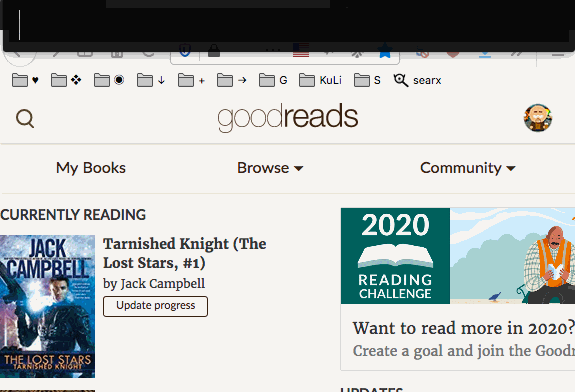 ♥
❖
◉
↓
+
→
G
KuLi
S
searx
goodreads
My Books
Browse
Community
CURRENTLY READING
JACK
CAMPBELL
THE LOST STARS
TARNISHED KNIGHT
Tarnished Knight (The
Lost Stars, #1)
by Jack Campbell
Update progress
2020
READING
CHALLENGE
Want to read more in 2020?
Create a goal and join the Goodr